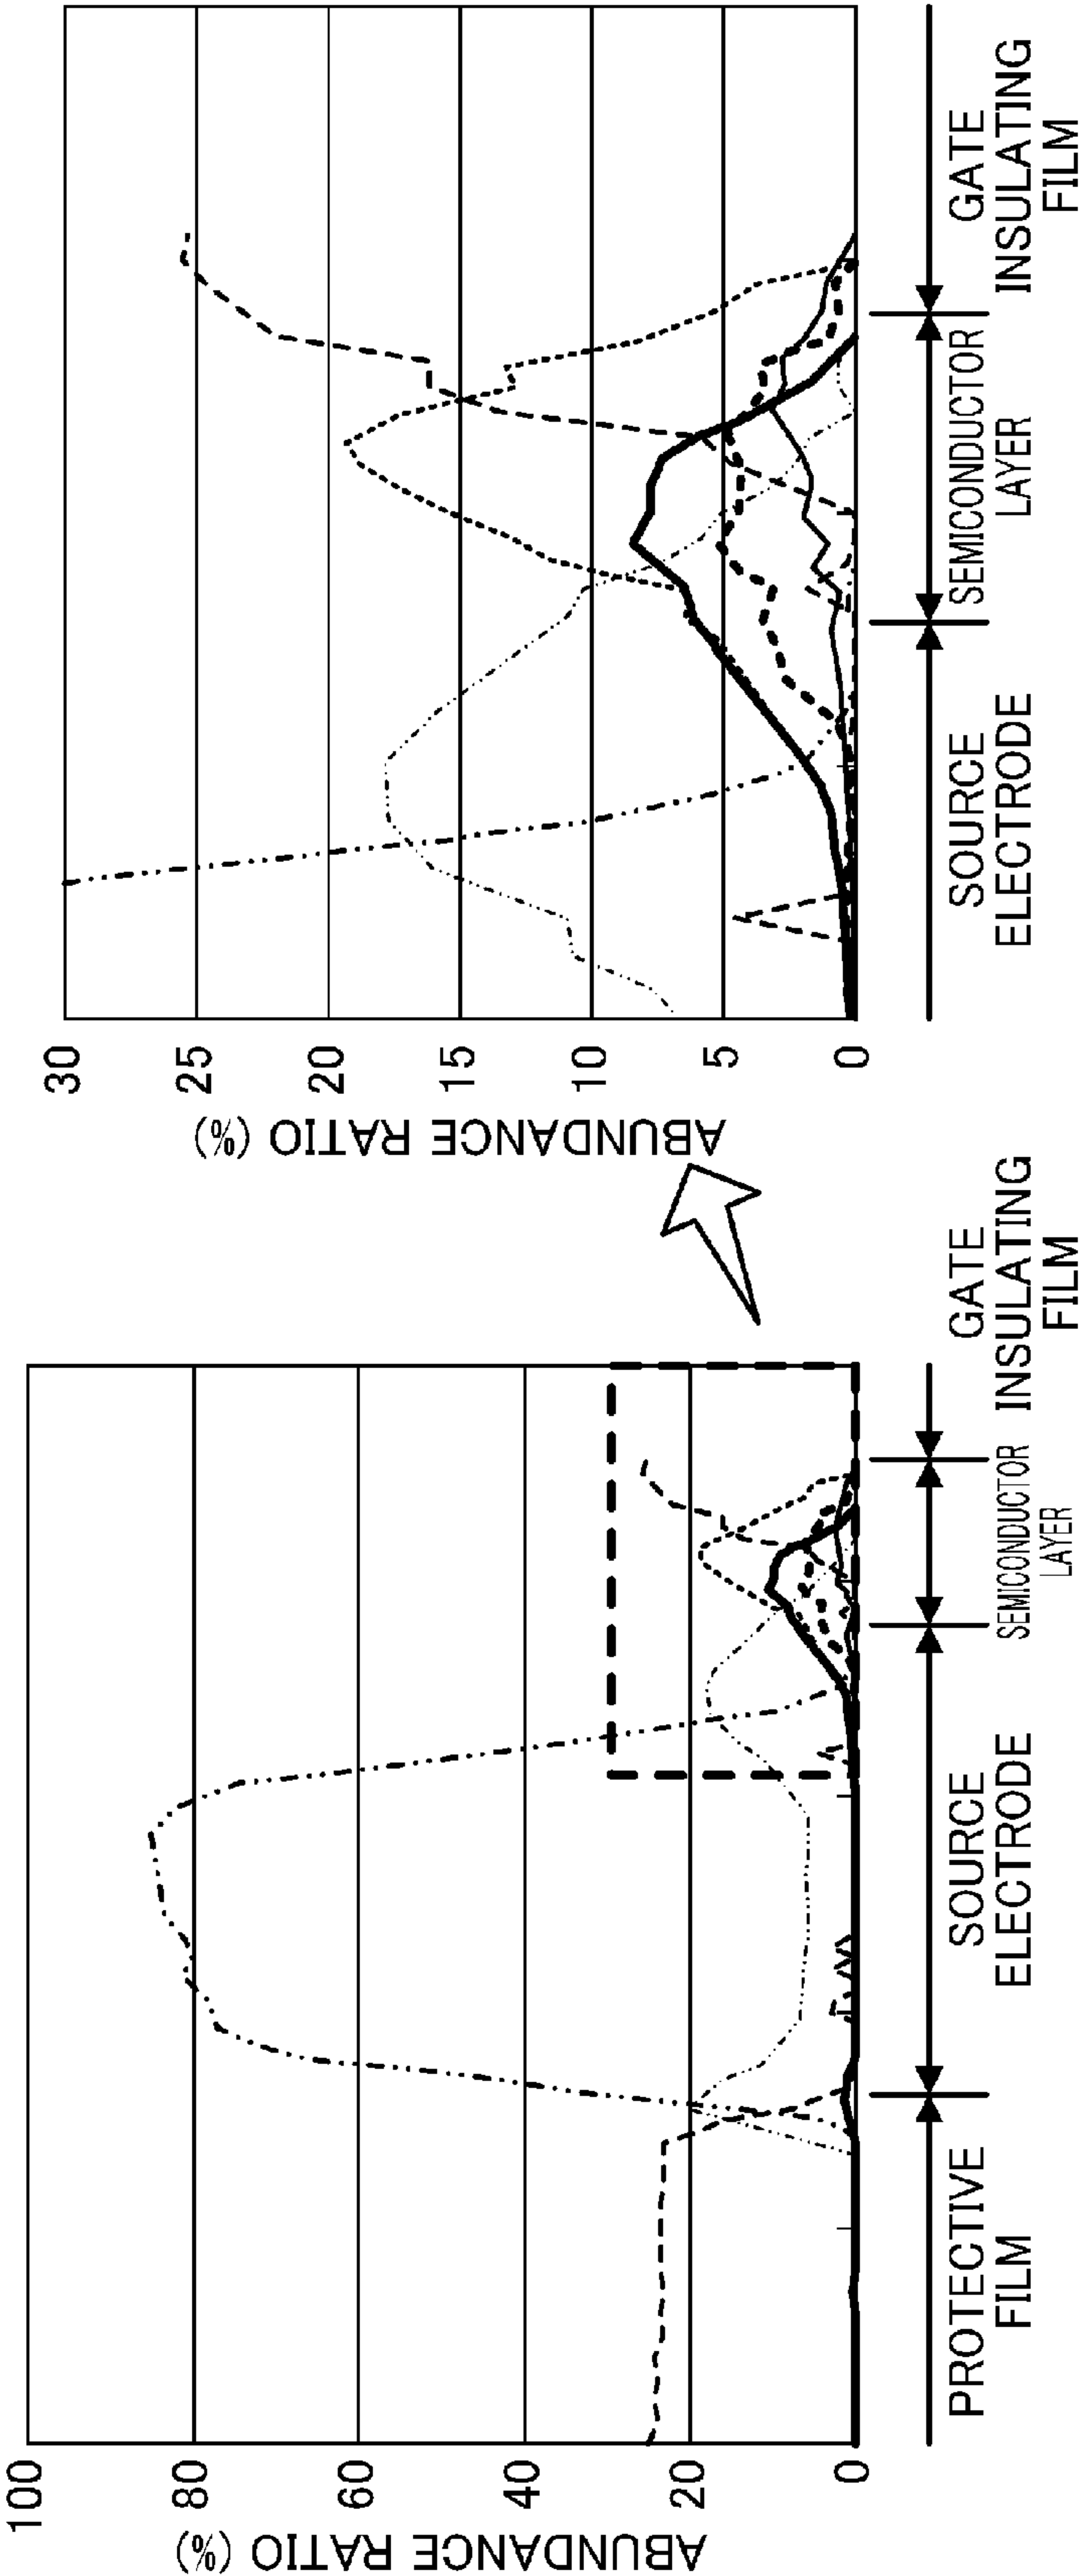 ABUNDANCE RATIO (%)
100
80
60
40
20
0
PROTECTIVE
FILM
SOURCE
ELECTRODE
SEMICONDUCTOR
LAYER
GATE
INSULATING
FILM
ABUNDANCE RATIO (%)
30
25
20
15
10
5
0
SOURCE
ELECTRODE
SEMICONDUCTOR
LAYER
GATE
INSULATING
FILM